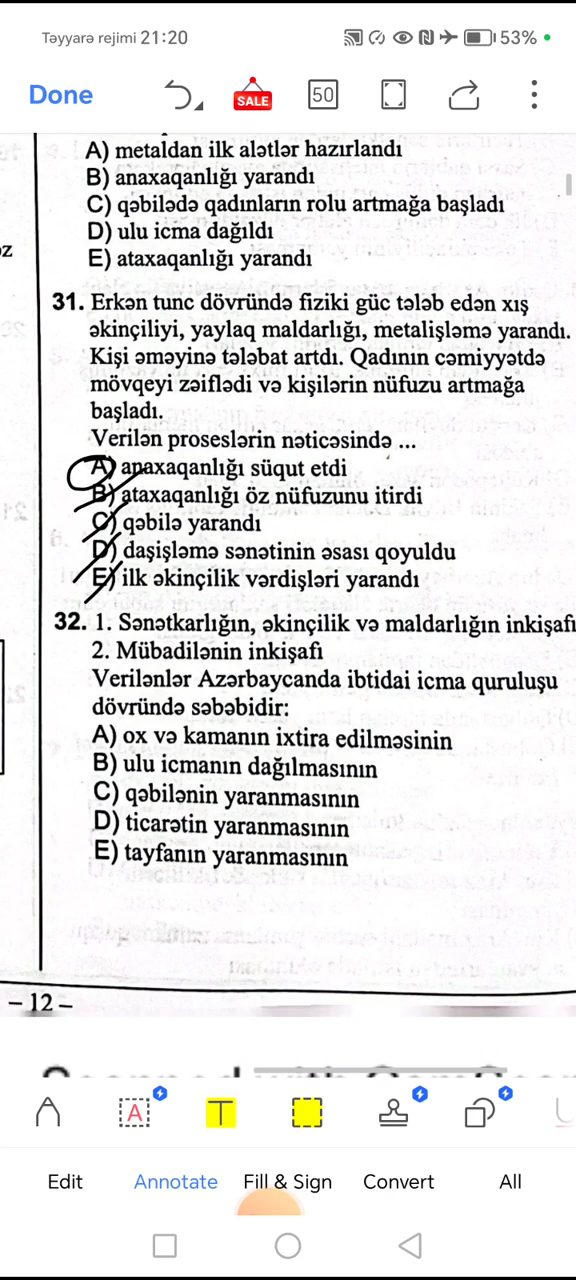 Təyyarə rejimi 21:20
53%
Done
SALE
50
A) metaldan ilk alətlər hazırlandı
B) anaxaqanlığı yarandı
C) qəbilədə qadınların rolu artmağa başladı
D) ulu icma dağıldı
E) ataxaqanlığı yarandı
31. Erkən tunc dövründə fiziki güc tələb edən xış
əkinçiliyi, yaylaq maldarlığı, metalişləmə yarandı.
Kişi əməyinə tələbat artdı. Qadının cəmiyyətdə
mövqeyi zəiflədi və kişilərin nüfuzu artmağa
başladı.
Verilən proseslərin nəticəsində ...
A) anaxaqanlığı süqut etdi
B) ataxaqanlığı öz nüfuzunu itirdi
C) qəbilə yarandı
D) daşişləmə sənətinin əsası qoyuldu
E) ilk əkinçilik vərdişləri yarandı
32. 1. Sənətkarlığın, əkinçilik və maldarlığın inkişafı
2. Mübadilənin inkişafı
Verilənlər Azərbaycanda ibtidai icma quruluşu
dövründə səbəbidir:
A) ox və kamanın ixtira edilməsinin
B) ulu icmanın dağılmasının
C) qəbilənin yaranmasının
D) ticarətin yaranmasının
E) tayfanın yaranmasının
– 12 –
A
T
Edit
Annotate
Fill & Sign
Convert
All